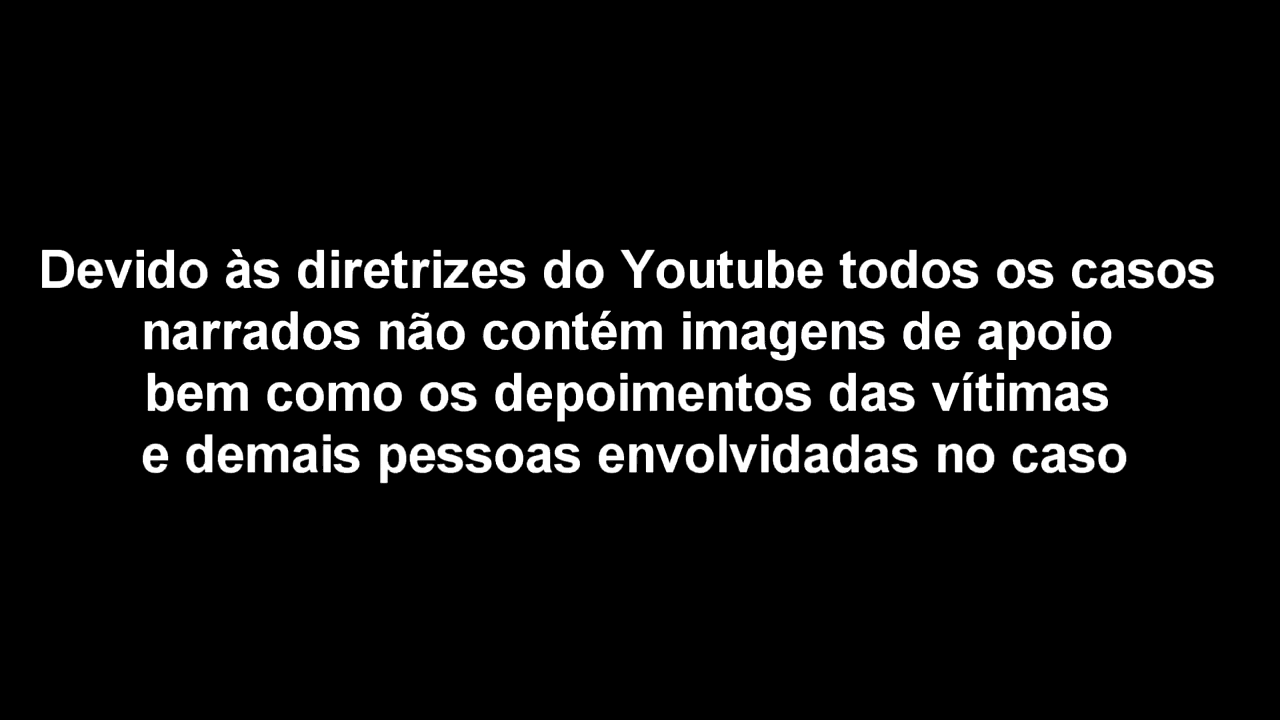 Devido às diretrizes do Youtube todos os casos
narrados não contém imagens de apoio
bem como os depoimentos das vítimas
e demais pessoas envolvidadas no caso